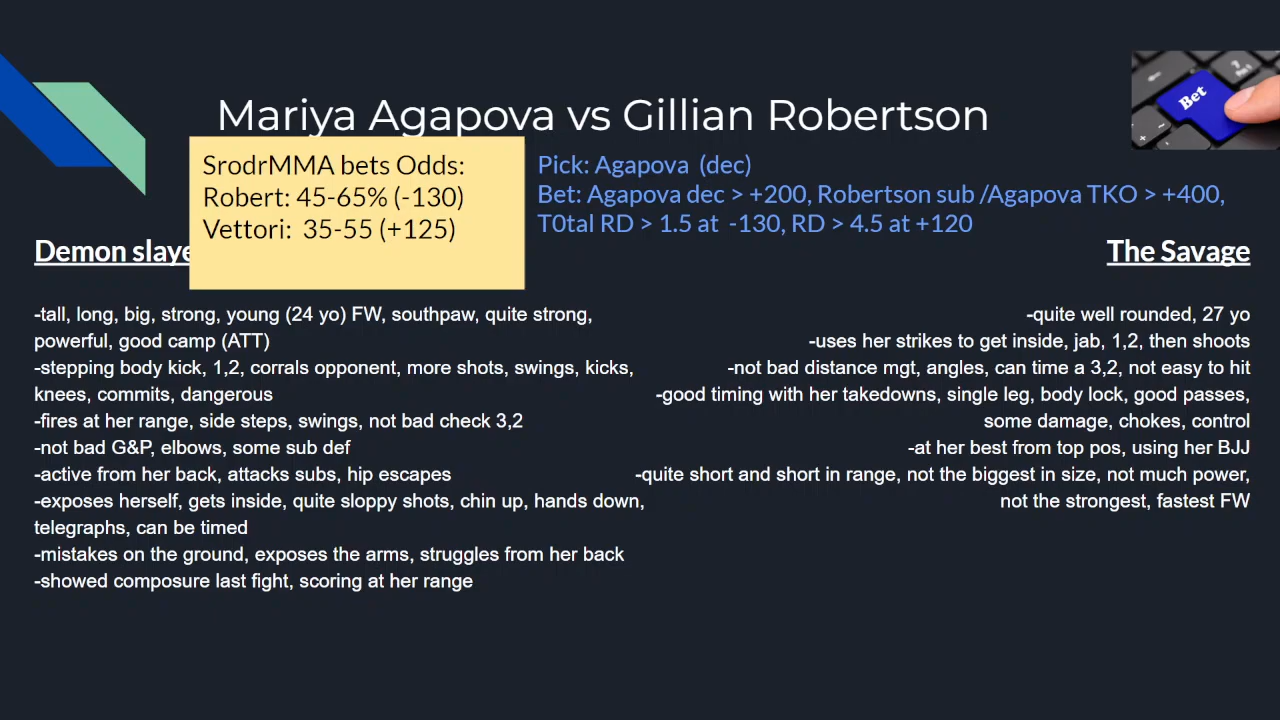 Mariya Agapova vs Gillian Robertson
Bet
SrodrMMA bets Odds:
Robert: 45-65% (-130)
Vettori:  35-55 (+125)
Pick: Agapova  (dec)
Bet: Agapova dec > +200, Robertson sub /Agapova TKO > +400,
T0tal RD > 1.5 at  -130, RD > 4.5 at +120
Demon slaye
The Savage
-tall, long, big, strong, young (24 yo) FW, southpaw, quite strong,
powerful, good camp (ATT)
-stepping body kick, 1,2, corrals opponent, more shots, swings, kicks,
knees, commits, dangerous
-fires at her range, side steps, swings, not bad check 3,2
-not bad G&P, elbows, some sub def
-active from her back, attacks subs, hip escapes
-exposes herself, gets inside, quite sloppy shots, chin up, hands down,
telegraphs, can be timed
-mistakes on the ground, exposes the arms, struggles from her back
-showed composure last fight, scoring at her range
-quite well rounded, 27 yo
-uses her strikes to get inside, jab, 1,2, then shoots
-not bad distance mgt, angles, can time a 3,2, not easy to hit
-good timing with her takedowns, single leg, body lock, good passes,
some damage, chokes, control
-at her best from top pos, using her BJJ
-quite short and short in range, not the biggest in size, not much power,
not the strongest, fastest FW